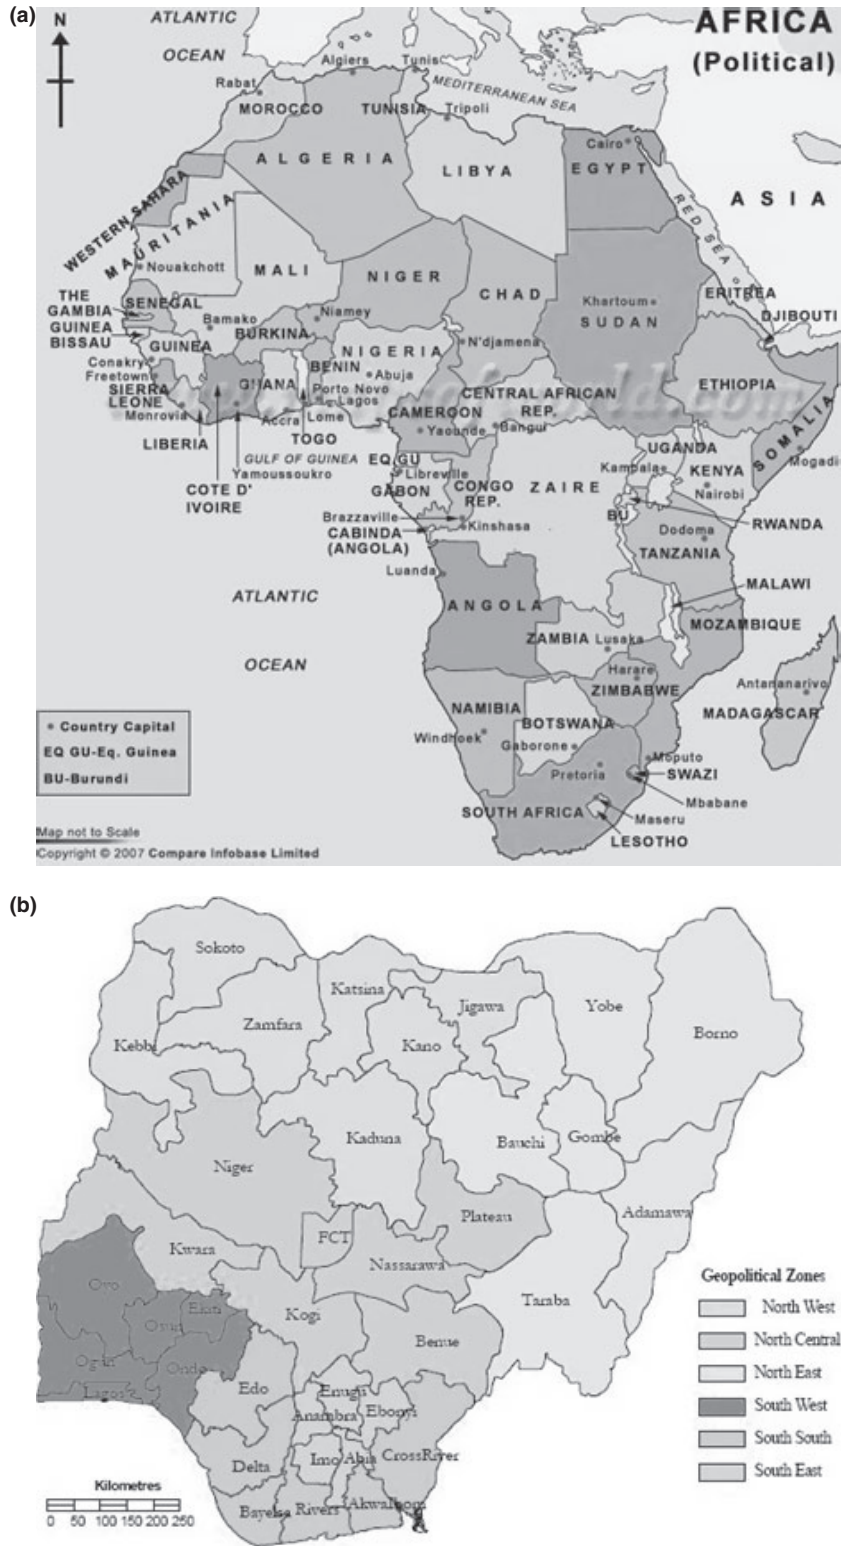 (a)
N
ATLANTIC
OCEAN
AFRICA
(Political)
Algiers
Tunis
MEDITERRANEAN SEA
Rabat
MOROCCO
TUNISIA
Tripoli
ALGERIA
LIBYA
Cairo
EGYPT
ASIA
RED SEA
WESTERN SAHARA
MAURITANIA
Nouakchott
MALI
NIGER
CHAD
Khartoum
SUDAN
ERITREA
DJIBOUTI
THE
GAMBIA
SENEGAL
GUINEA
BISSAU
Bamako
Niamey
BURKINA
GUINEA
N'djamena
NIGERIA
BENIN
Abuja
ETHIOPIA
Conakry
Freetown
SIERRA
LEONE
Monrovia
GHANA
Porto Novo
Lagos
CENTRAL AFRICAN
REP.
CAMEROON
Accra
Lome
LIBERIA
TOGO
Yaounde
Bangui
SOMALIA
GULF OF GUINEA
EQ.GU
UGANDA
Mogadi
Yamoussoukro
Libreville
Kampala
KENYA
COTE D'
IVOIRE
GABON
CONGO
REP.
ZAIRE
Nairobi
Brazzaville
Kinshasa
BU
RWANDA
CABINDA
(ANGOLA)
Dodoma
TANZANIA
Luanda
MALAWI
ATLANTIC
OCEAN
ANGOLA
MOZAMBIQUE
ZAMBIA
Lusaka
Harare
ZIMBABWE
Antananarivo
MADAGASCAR
NAMIBIA
BOTSWANA
Windhoek
Gaborone
Moputo
Pretoria
SWAZI
Mbabane
SOUTH AFRICA
Maseru
LESOTHO
Country Capital
EQ GU-Eq. Guinea
BU-Burundi
Map not to Scale
Copyright © 2007 Compare Infobase Limited
(b)
Sokoto
Katsina
Jigawa
Yobe
Borno
Zamfara
Kebbi
Kano
Kaduna
Bauchi
Gombe
Niger
Adamawa
Plateau
FCT
Kwara
Nassarawa
Oyo
Taraba
Ekiti
Osun
Kogi
Benue
Ogun
Ondo
Lagos
Edo
Enugu
Anambra
Ebonyi
Imo
Abia
CrossRiver
Delta
Bayelsa
Rivers
AkwaIbom
Geopolitical Zones
North West
North Central
North East
South West
South South
South East
Kilometres
0 50 100 150 200 250